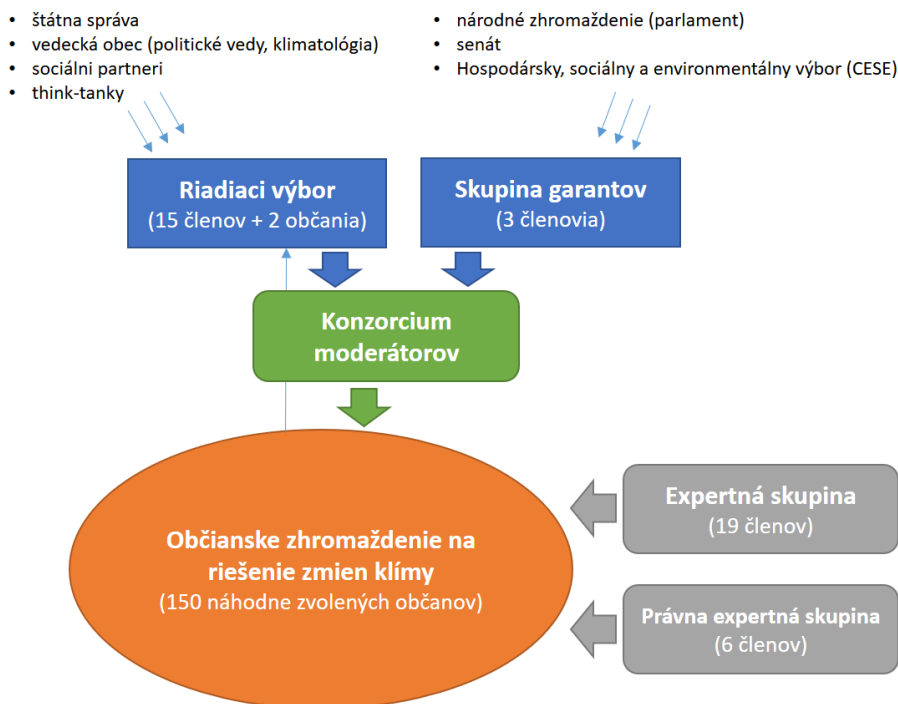 • štátna správa
• vedecká obec (politické vedy, klimatológia)
• sociálni partneri
• think-tanky
• národné zhromaždenie (parlament)
• senát
• Hospodársky, sociálny a environmentálny výbor (CESE)
Riadiaci výbor
(15 členov + 2 občania)
Skupina garantov
(3 členovia)
Konzorcium
moderátorov
Občianske zhromaždenie na
riešenie zmien klímy
(150 náhodne zvolených občanov)
Expertná skupina
(19 členov)
Právna expertná skupina
(6 členov)